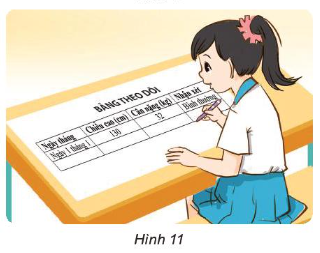 BẢNG THEO DÕI
Ngày tháng Chiều cao (cm) Cân nặng (kg) Nhận xét
Ngày 1 tháng 1 130 32 Bình thường
Hình 11